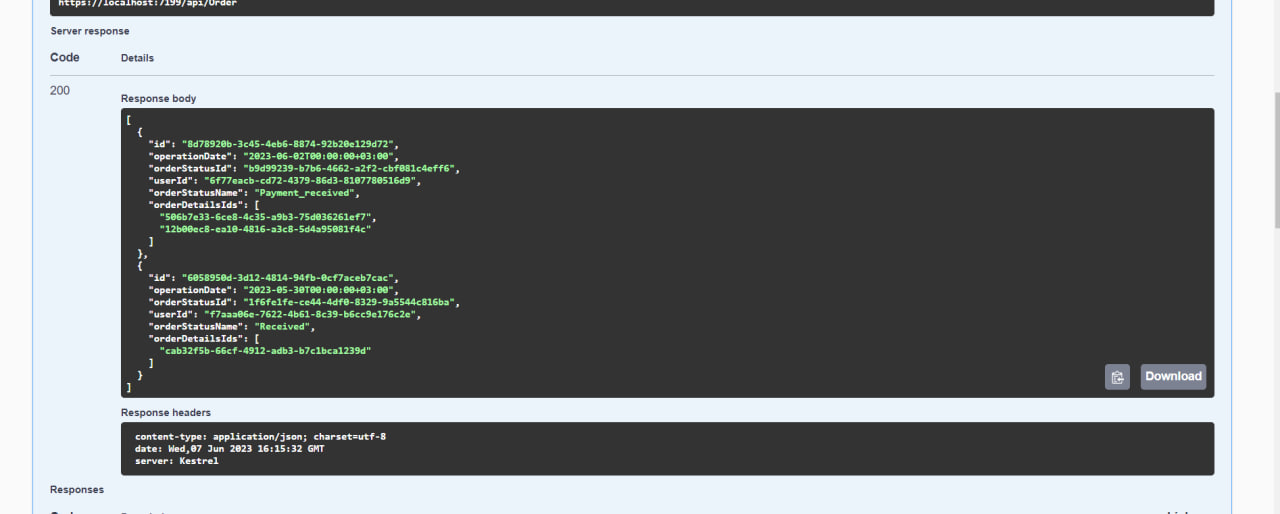 https://localhost:7199/api/Order
Server response
Code Details
200
Response body
[
  {
    "id": "8d78920b-3c45-4eb6-8874-92b20e129d72",
    "operationDate": "2023-06-02T00:00:00+03:00",
    "orderStatusId": "b9d99239-b7b6-4662-a2f2-cbf081c4eff6",
    "userId": "6f77eacb-cd72-4379-86d3-8107780516d9",
    "orderStatusName": "Payment_received",
    "orderDetailsIds": [
      "506b7e33-6ce8-4c35-a9b3-75d036261ef7",
      "12b00ec8-ea10-4816-a3c8-5d4a95081f4c"
    ]
  },
  {
    "id": "6058950d-3d12-4814-94fb-0cf7aceb7cac",
    "operationDate": "2023-05-30T00:00:00+03:00",
    "orderStatusId": "1f6fe1fe-ce44-4df0-8329-9a5544c816ba",
    "userId": "f7aaa06e-7622-4b61-8c39-b6cc9e176c2e",
    "orderStatusName": "Received",
    "orderDetailsIds": [
      "cab32f5b-66cf-4912-adb3-b7c1bca1239d"
    ]
  }
]
Download
Response headers
content-type: application/json; charset=utf-8
date: Wed,07 Jun 2023 16:15:32 GMT
server: Kestrel
Responses